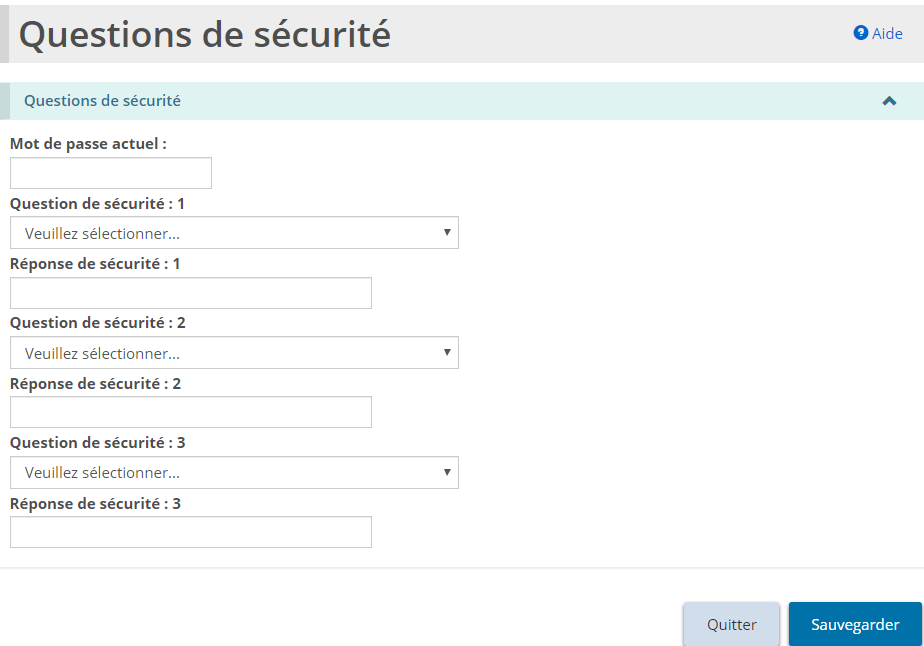 Questions de sécurité
Aide
Questions de sécurité
Mot de passe actuel :
Question de sécurité : 1
Veuillez sélectionner...
Réponse de sécurité : 1
Question de sécurité : 2
Veuillez sélectionner...
Réponse de sécurité : 2
Question de sécurité : 3
Veuillez sélectionner...
Réponse de sécurité : 3
Quitter
Sauvegarder